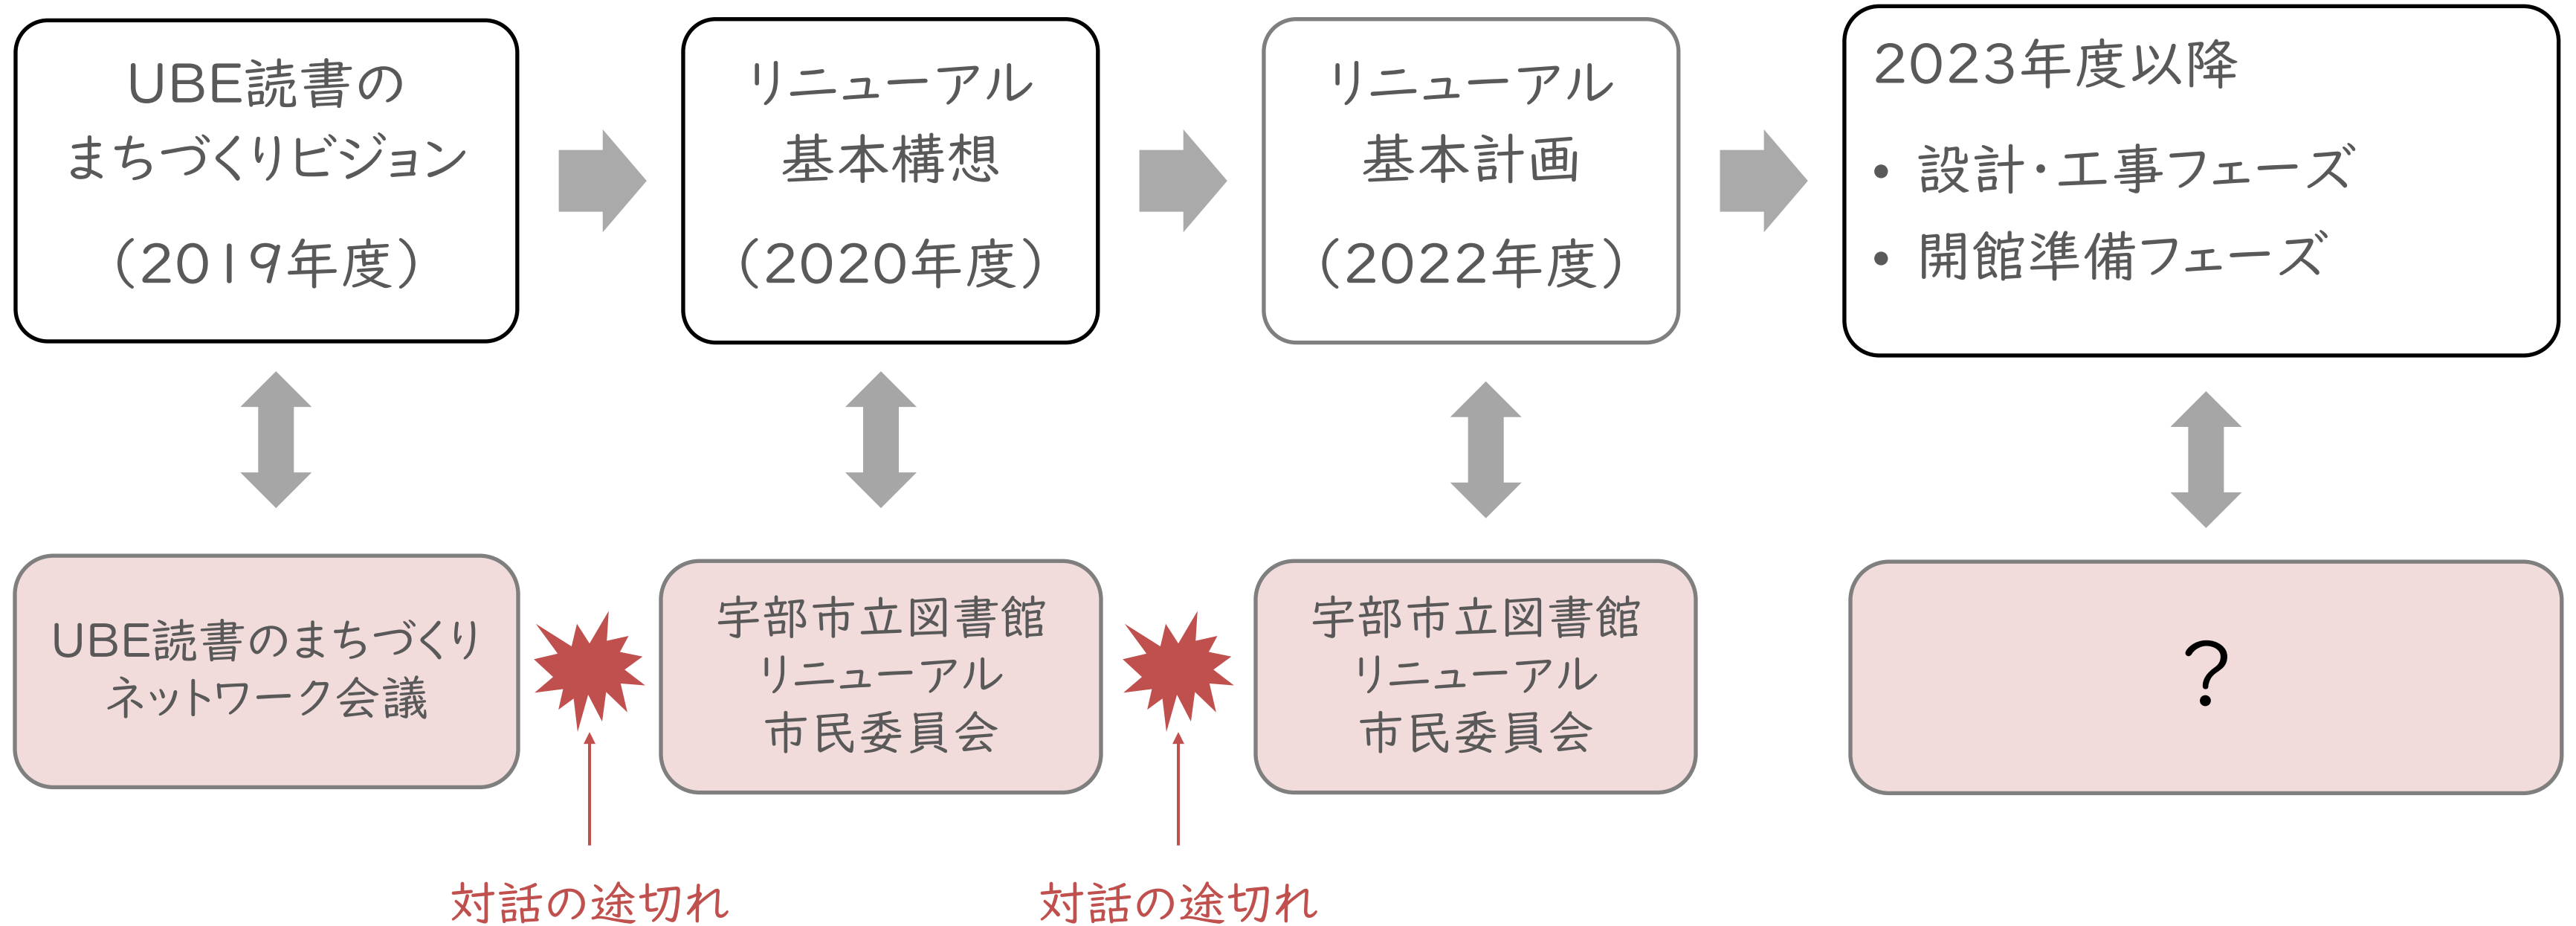 UBE読書の
まちづくりビジョン
（2019年度）
リニューアル
基本構想
（2020年度）
リニューアル
基本計画
（2022年度）
2023年度以降
• 設計・工事フェーズ
• 開館準備フェーズ
UBE読書のまちづくり
ネットワーク会議
宇部市立図書館
リニューアル
市民委員会
宇部市立図書館
リニューアル
市民委員会
？
対話の途切れ
対話の途切れ